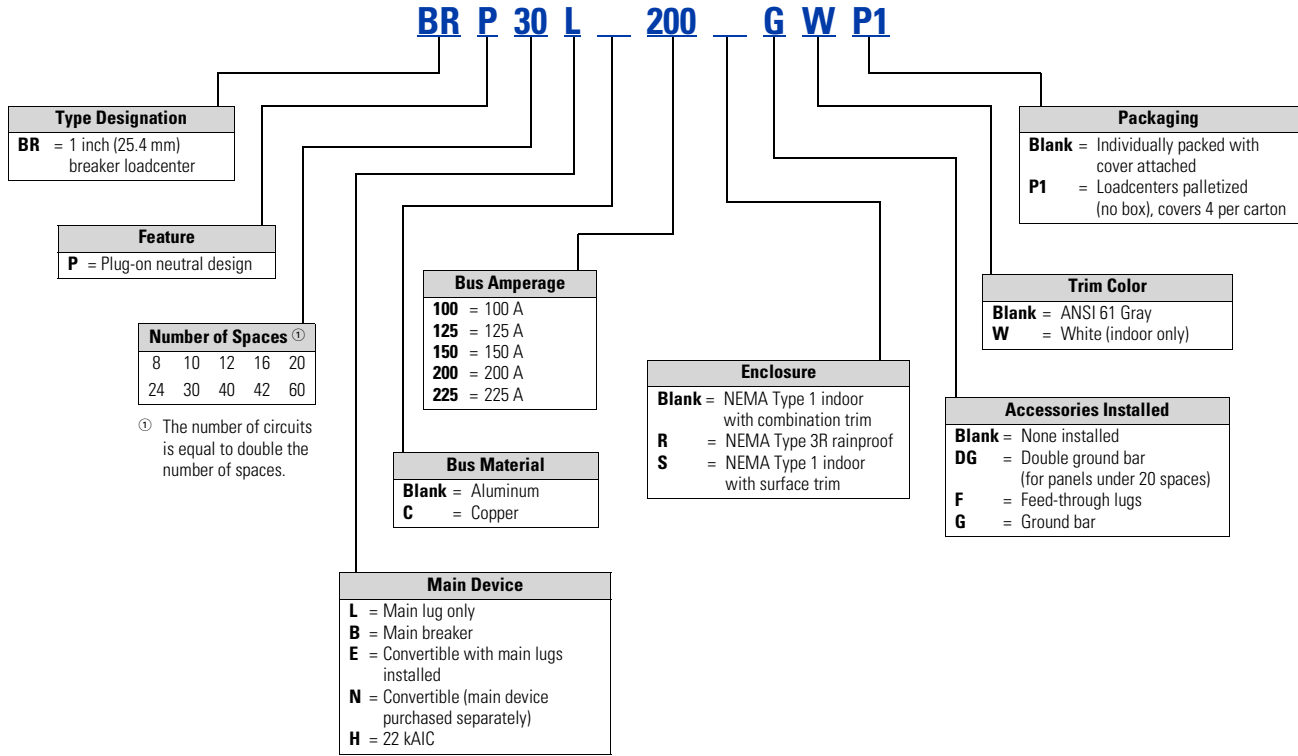 BR P 30 L __ 200 __ G W P1
Type Designation
BR = 1 inch (25.4 mm)
breaker loadcenter
Feature
P = Plug-on neutral design
Number of Spaces ①
8 10 12 16 20
24 30 40 42 60
① The number of circuits
is equal to double the
number of spaces.
Main Device
L = Main lug only
B = Main breaker
E = Convertible with main lugs
installed
N = Convertible (main device
purchased separately)
H = 22 kAIC
Bus Material
Blank = Aluminum
C = Copper
Bus Amperage
100 = 100 A
125 = 125 A
150 = 150 A
200 = 200 A
225 = 225 A
Enclosure
Blank = NEMA Type 1 indoor
with combination trim
R = NEMA Type 3R rainproof
S = NEMA Type 1 indoor
with surface trim
Accessories Installed
Blank = None installed
DG = Double ground bar
(for panels under 20 spaces)
F = Feed-through lugs
G = Ground bar
Trim Color
Blank = ANSI 61 Gray
W = White (indoor only)
Packaging
Blank = Individually packed with
cover attached
P1 = Loadcenters palletized
(no box), covers 4 per carton